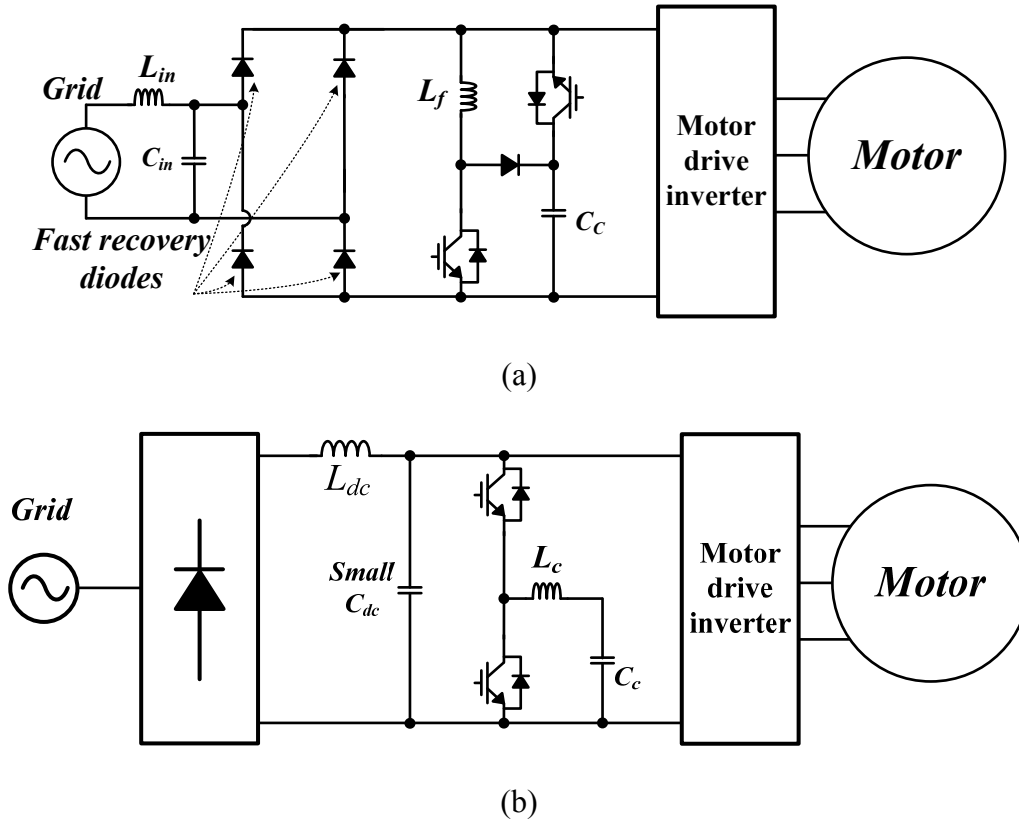 Grid
L_in
C_in
Fast recovery
diodes
L_f
C_C
Motor
drive
inverter
Motor
(a)
Grid
L_dc
Small
C_dc
L_c
C_c
Motor
drive
inverter
Motor
(b)